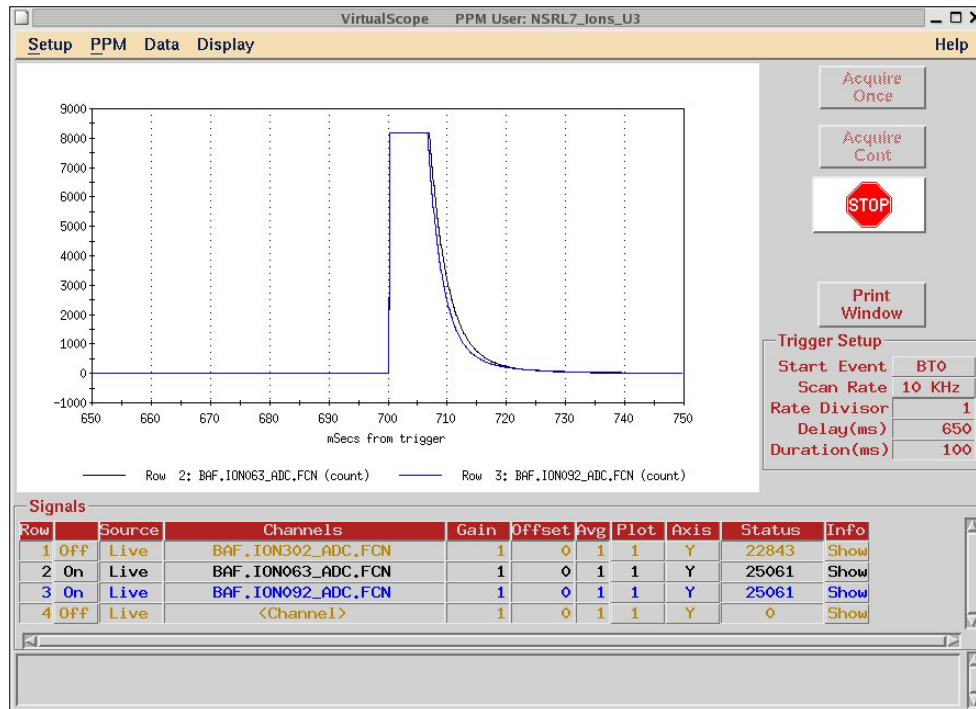 VirtualScope PPM User: NSRL7_Ions_U3
Setup PPM Data Display Help
Acquire Once
Acquire Cont
STOP
Print Window
9000
8000
7000
6000
5000
4000
3000
2000
1000
0
-1000
650 660 670 680 690 700 710 720 730 740 750
mSecs from trigger
Row 2: BAF.ION063_ADC.FCN (count) Row 3: BAF.ION092_ADC.FCN (count)
Trigger Setup
Start Event BT0
Scan Rate 10 KHz
Rate Divisor 1
Delay(ms) 650
Duration(ms) 100
Signals
Row Source Channels Gain Offset Avg Plot Axis Status Info
1 Off Live BAF.ION302_ADC.FCN 1 0 1 1 Y 22843 Show
2 On Live BAF.ION063_ADC.FCN 1 0 1 1 Y 25061 Show
3 On Live BAF.ION092_ADC.FCN 1 0 1 1 Y 25061 Show
4 Off Live <Channel> 1 0 1 1 Y 0 Show